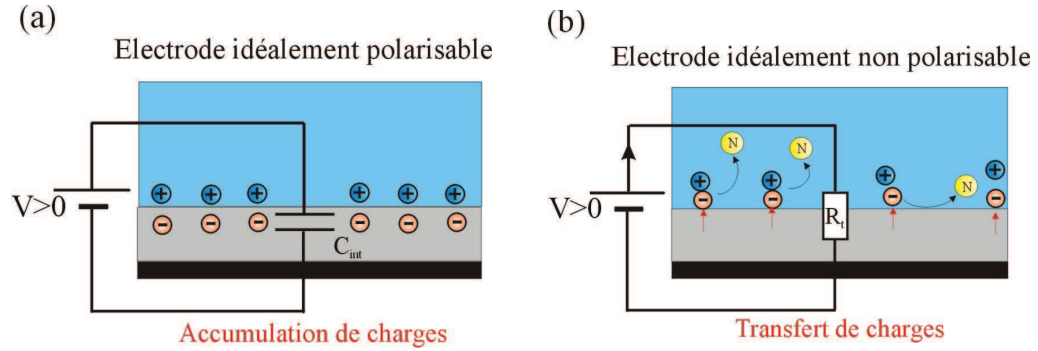 (a)
Electrode idéalement polarisable
+ + + + + +
V>0
- - - - - -
C_int
Accumulation de charges
(b)
Electrode idéalement non polarisable
N N
+ + + + N
- - - -
V>0
R_t
Transfert de charges